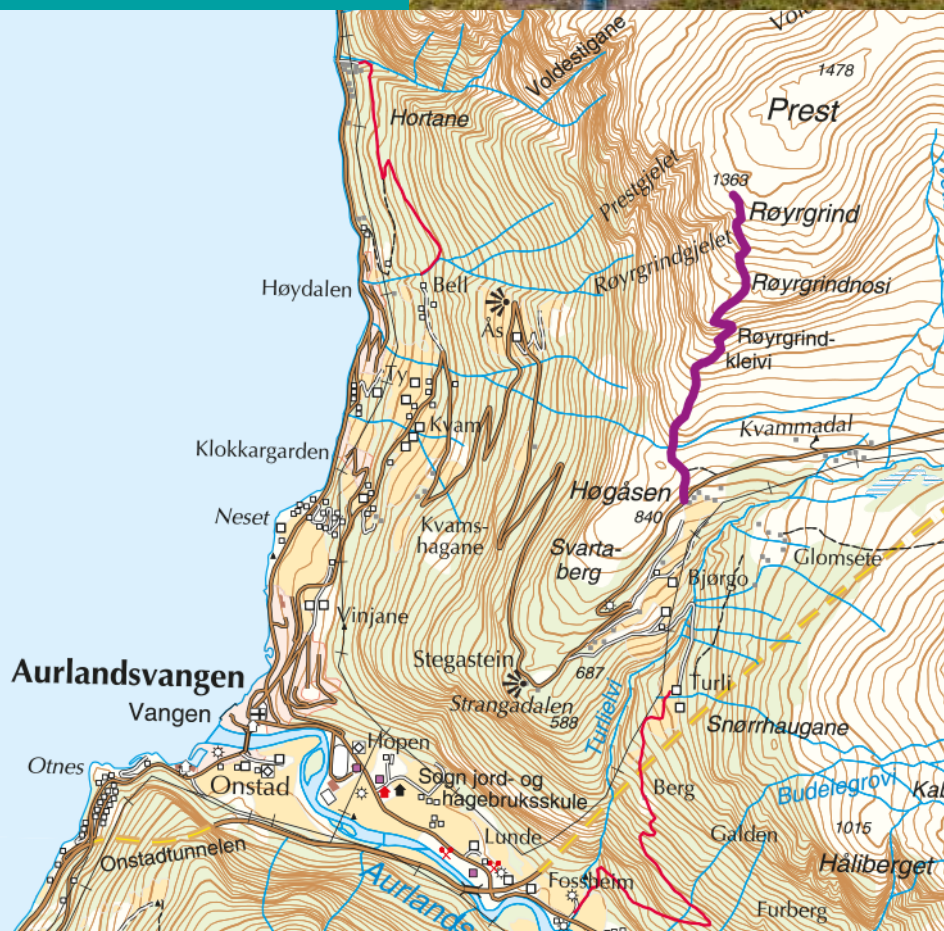 Voldestigane
1478
Prest
Hortane
Prestgjelet
1363
Røyrgrind
Røyrgrindgjelet
Røyrgrindnosi
Høydalen
Bell
Ås
Røyrgrind-
kleivi
Ty
Kvam
Kvammadal
Klokkargarden
Høgåsen
840
Neset
Kvams-
hagane
Svarta-
berg
Glomsete
Bjørgo
Vinjane
Stegastein
687
Aurlandsvangen
Strangadalen
588
Turlielvi
Turli
Vangen
Snørrhaugane
Hopen
Otnes
Onstad
Sogn jord- og
hagebruksskule
Berg
Budelegrovi
Lunde
Galden
1015
Onstadtunnelen
Håliberget
Fossheim
Aurlands
Furberg